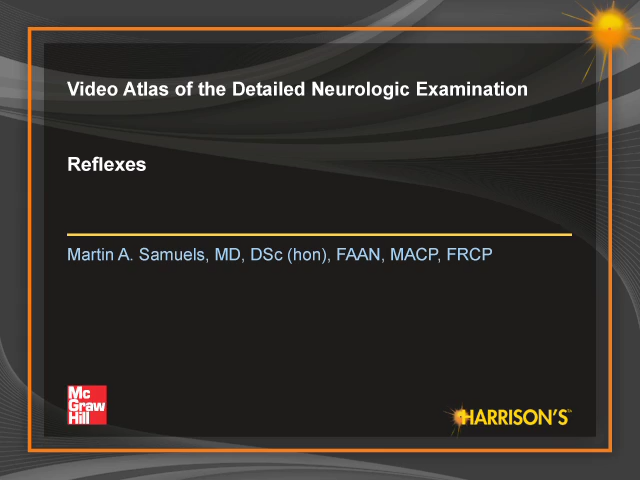 Video Atlas of the Detailed Neurologic Examination
Reflexes
Martin A. Samuels, MD, DSc (hon), FAAN, MACP, FRCP
Mc
Graw
Hill
HARRISON'S™